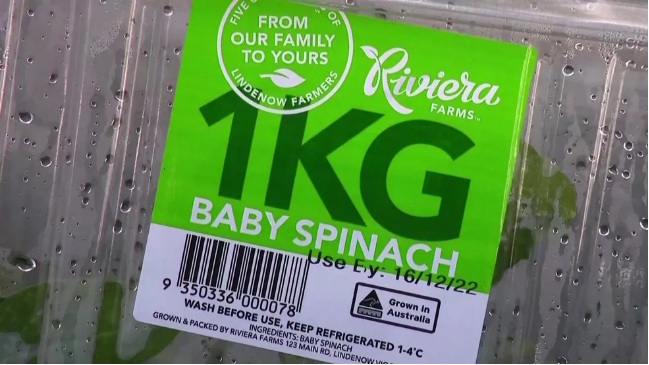 FROM
OUR FAMILY
TO YOURS
LINDENOW FARMERS
Riviera
FARMS™
1KG
BABY SPINACH
Use By: 16/12/22
9 350336 000078
Grown in
Australia
WASH BEFORE USE, KEEP REFRIGERATED 1-4°C
INGREDIENTS: BABY SPINACH
GROWN & PACKED BY RIVIERA FARMS 123 MAIN RD, LINDENOW